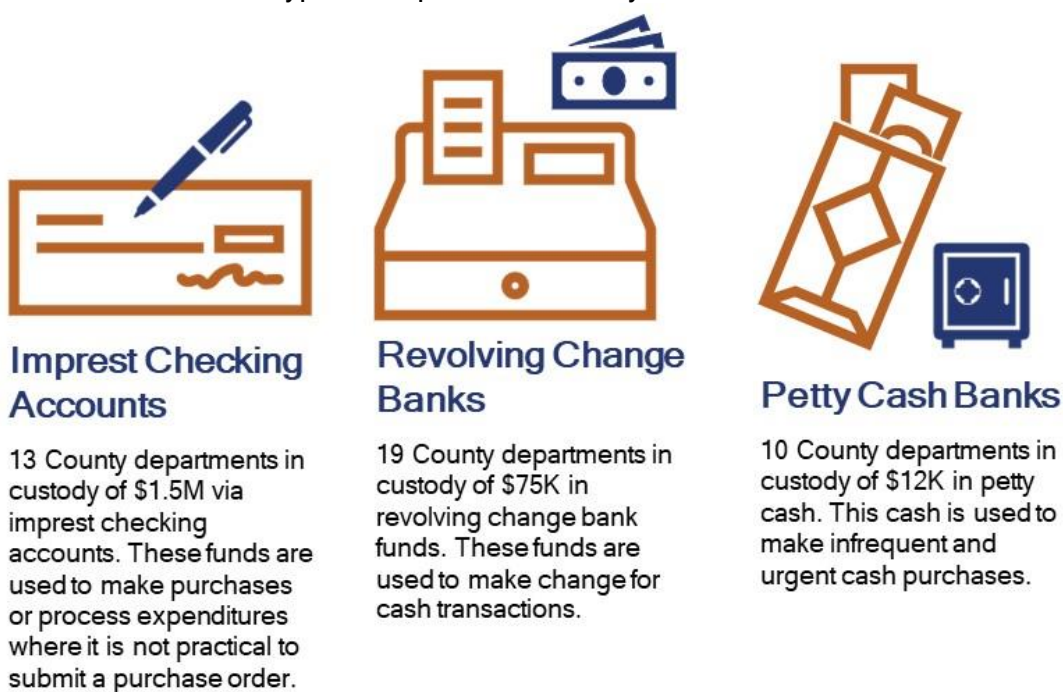 Imprest Checking
Accounts
13 County departments in
custody of $1.5M via
imprest checking
accounts. These funds are
used to make purchases
or process expenditures
where it is not practical to
submit a purchase order.
Revolving Change
Banks
19 County departments in
custody of $75K in
revolving change bank
funds. These funds are
used to make change for
cash transactions.
Petty Cash Banks
10 County departments in
custody of $12K in petty
cash. This cash is used to
make infrequent and
urgent cash purchases.